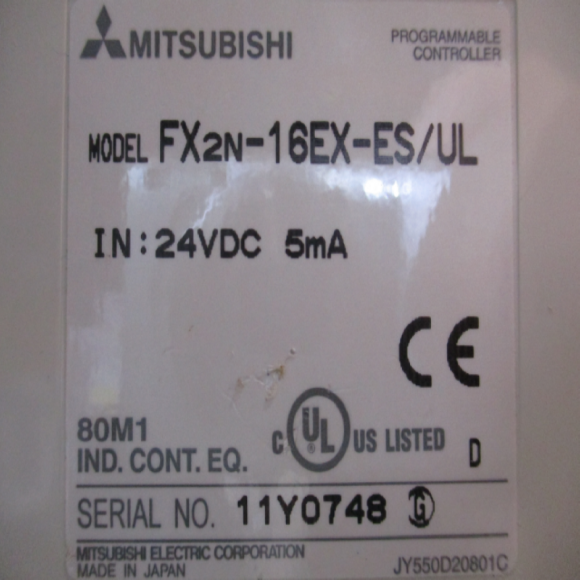 MITSUBISHI
PROGRAMMABLE
CONTROLLER
MODEL FX2N-16EX-ES/UL
IN:24VDC 5mA
CE
80M1
IND. CONT. EQ.
C UL ® US LISTED D
SERIAL NO. 11Y0748 G
MITSUBISHI ELECTRIC CORPORATION
MADE IN JAPAN
JY550D20801C